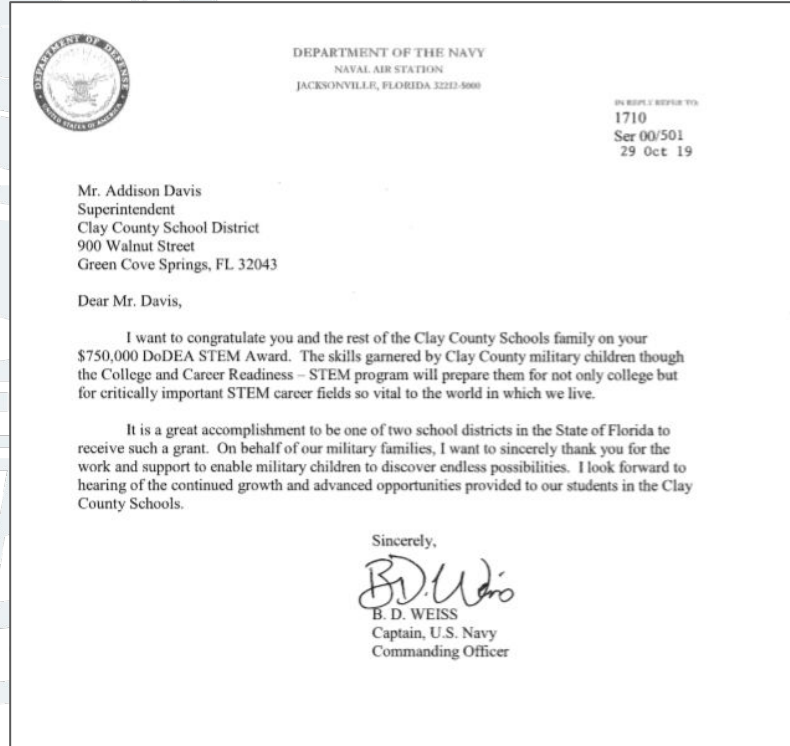 DEPARTMENT OF DEFENSE
UNITED STATES OF AMERICA
DEPARTMENT OF THE NAVY
NAVAL AIR STATION
JACKSONVILLE, FLORIDA 32212-5000
IN REPLY REFER TO:
1710
Ser 00/501
29 Oct 19
Mr. Addison Davis
Superintendent
Clay County School District
900 Walnut Street
Green Cove Springs, FL 32043
Dear Mr. Davis,
I want to congratulate you and the rest of the Clay County Schools family on your
$750,000 DoDEA STEM Award. The skills garnered by Clay County military children though
the College and Career Readiness – STEM program will prepare them for not only college but
for critically important STEM career fields so vital to the world in which we live.
It is a great accomplishment to be one of two school districts in the State of Florida to
receive such a grant. On behalf of our military families, I want to sincerely thank you for the
work and support to enable military children to discover endless possibilities. I look forward to
hearing of the continued growth and advanced opportunities provided to our students in the Clay
County Schools.
Sincerely,
B.D. Weiss
B. D. WEISS
Captain, U.S. Navy
Commanding Officer